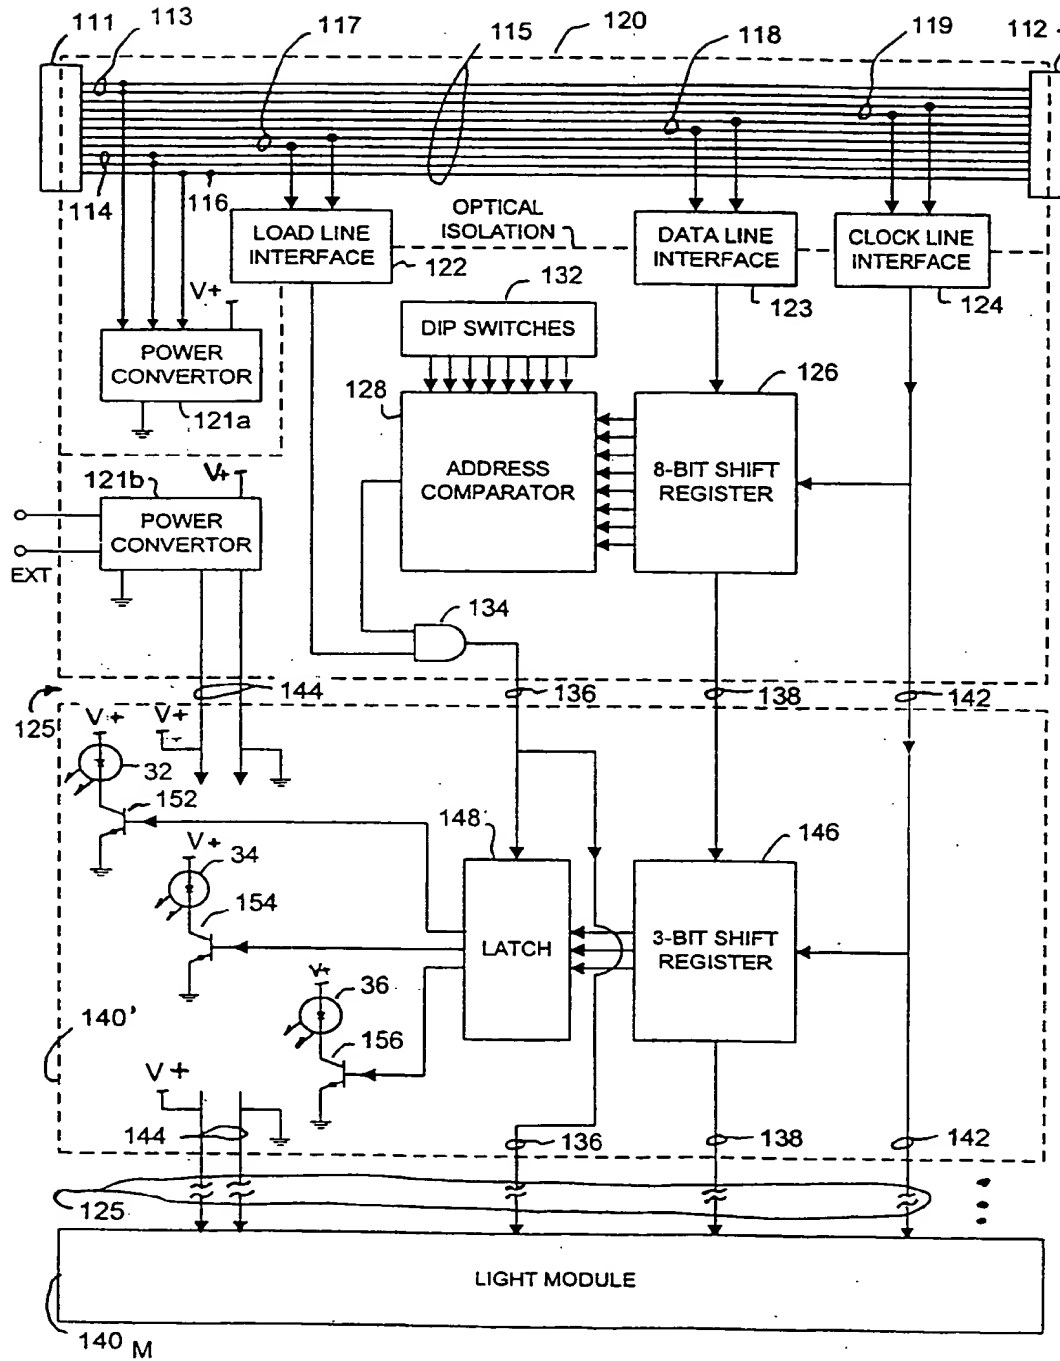 111
113
117
115
120
118
119
112
114
116
LOAD LINE
INTERFACE
122
OPTICAL
ISOLATION
DATA LINE
INTERFACE
123
CLOCK LINE
INTERFACE
124
V+
132
DIP SWITCHES
POWER
CONVERTOR
121a
128
126
ADDRESS
COMPARATOR
8-BIT SHIFT
REGISTER
121b
V+
POWER
CONVERTOR
EXT
134
125
144
136
138
142
V+
V+
32
152
148
146
V+
34
154
LATCH
3-BIT SHIFT
REGISTER
V+
36
156
140'
V+
144
136
138
142
125
LIGHT MODULE
140 M